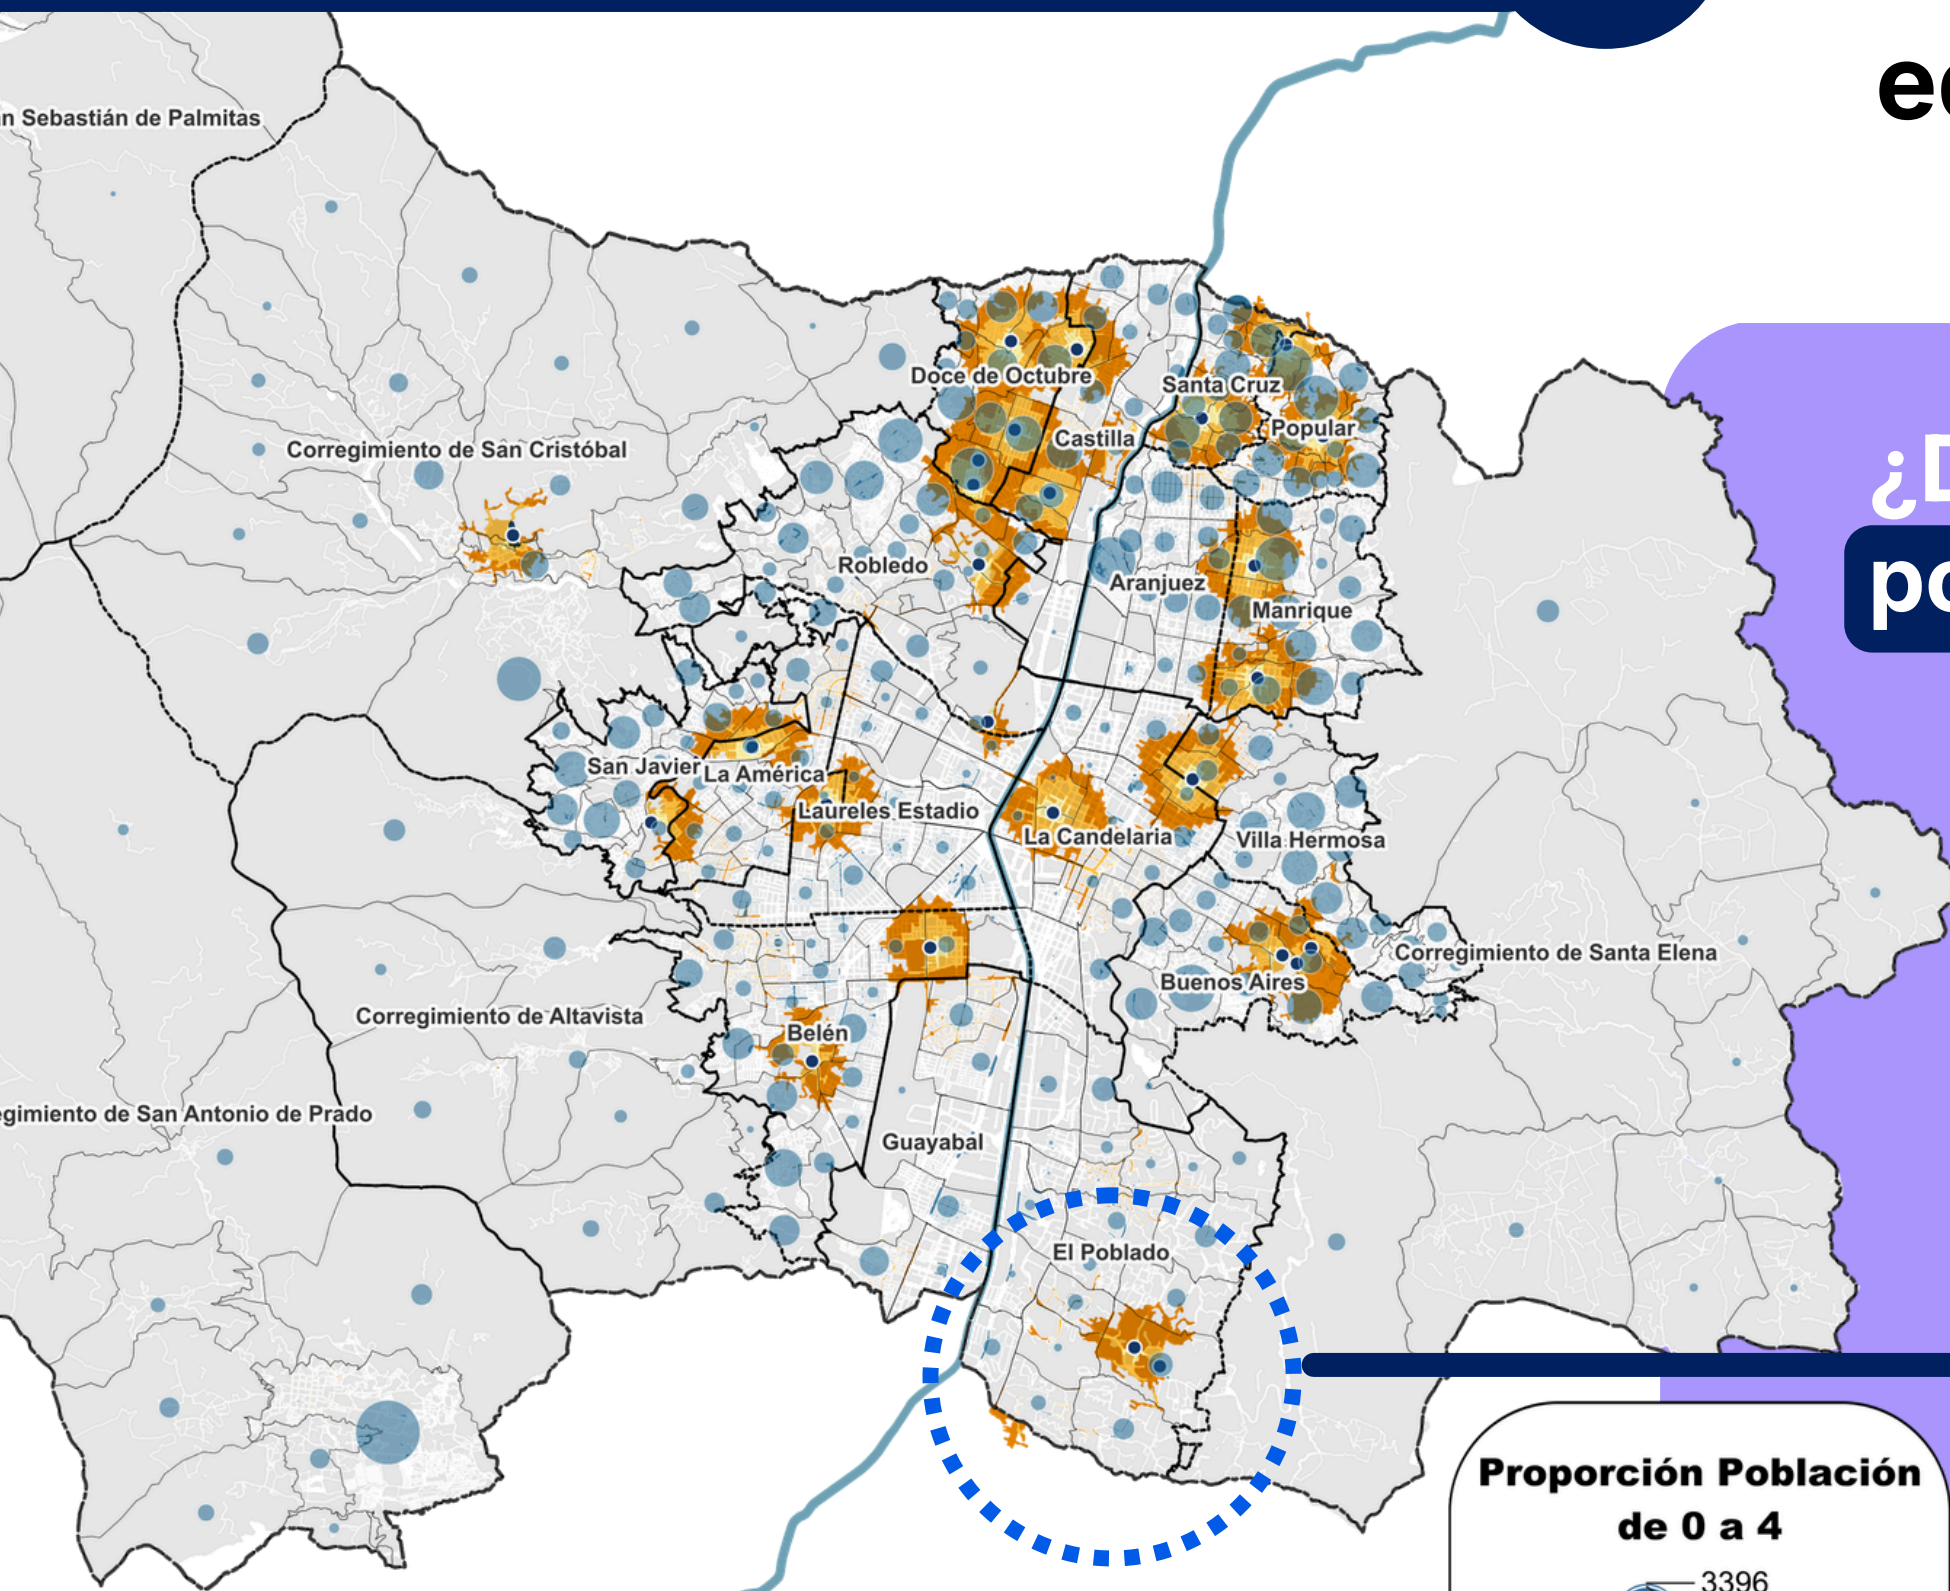 Sebastián de Palmitas
Doce de Octubre
Santa Cruz
Popular
Castilla
Corregimiento de San Cristóbal
Robledo
Aranjuez
Manrique
San Javier
La América
Laureles Estadio
La Candelaria
Villa Hermosa
Corregimiento de Santa Elena
Buenos Aires
Corregimiento de Altavista
Belén
egimiento de San Antonio de Prado
Guayabal
El Poblado
Proporción Población
de 0 a 4
3396